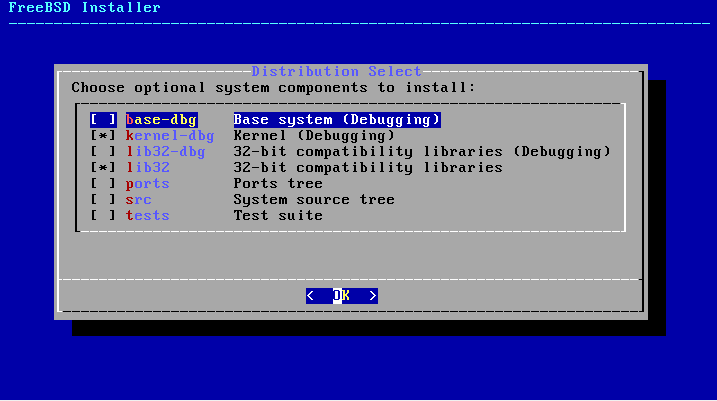 FreeBSD Installer
Distribution Select
Choose optional system components to install:
[ ] base-dbg Base system (Debugging)
[*] kernel-dbg Kernel (Debugging)
[ ] lib32-dbg 32-bit compatibility libraries (Debugging)
[*] lib32 32-bit compatibility libraries
[ ] ports Ports tree
[ ] src System source tree
[ ] tests Test suite
< OK >